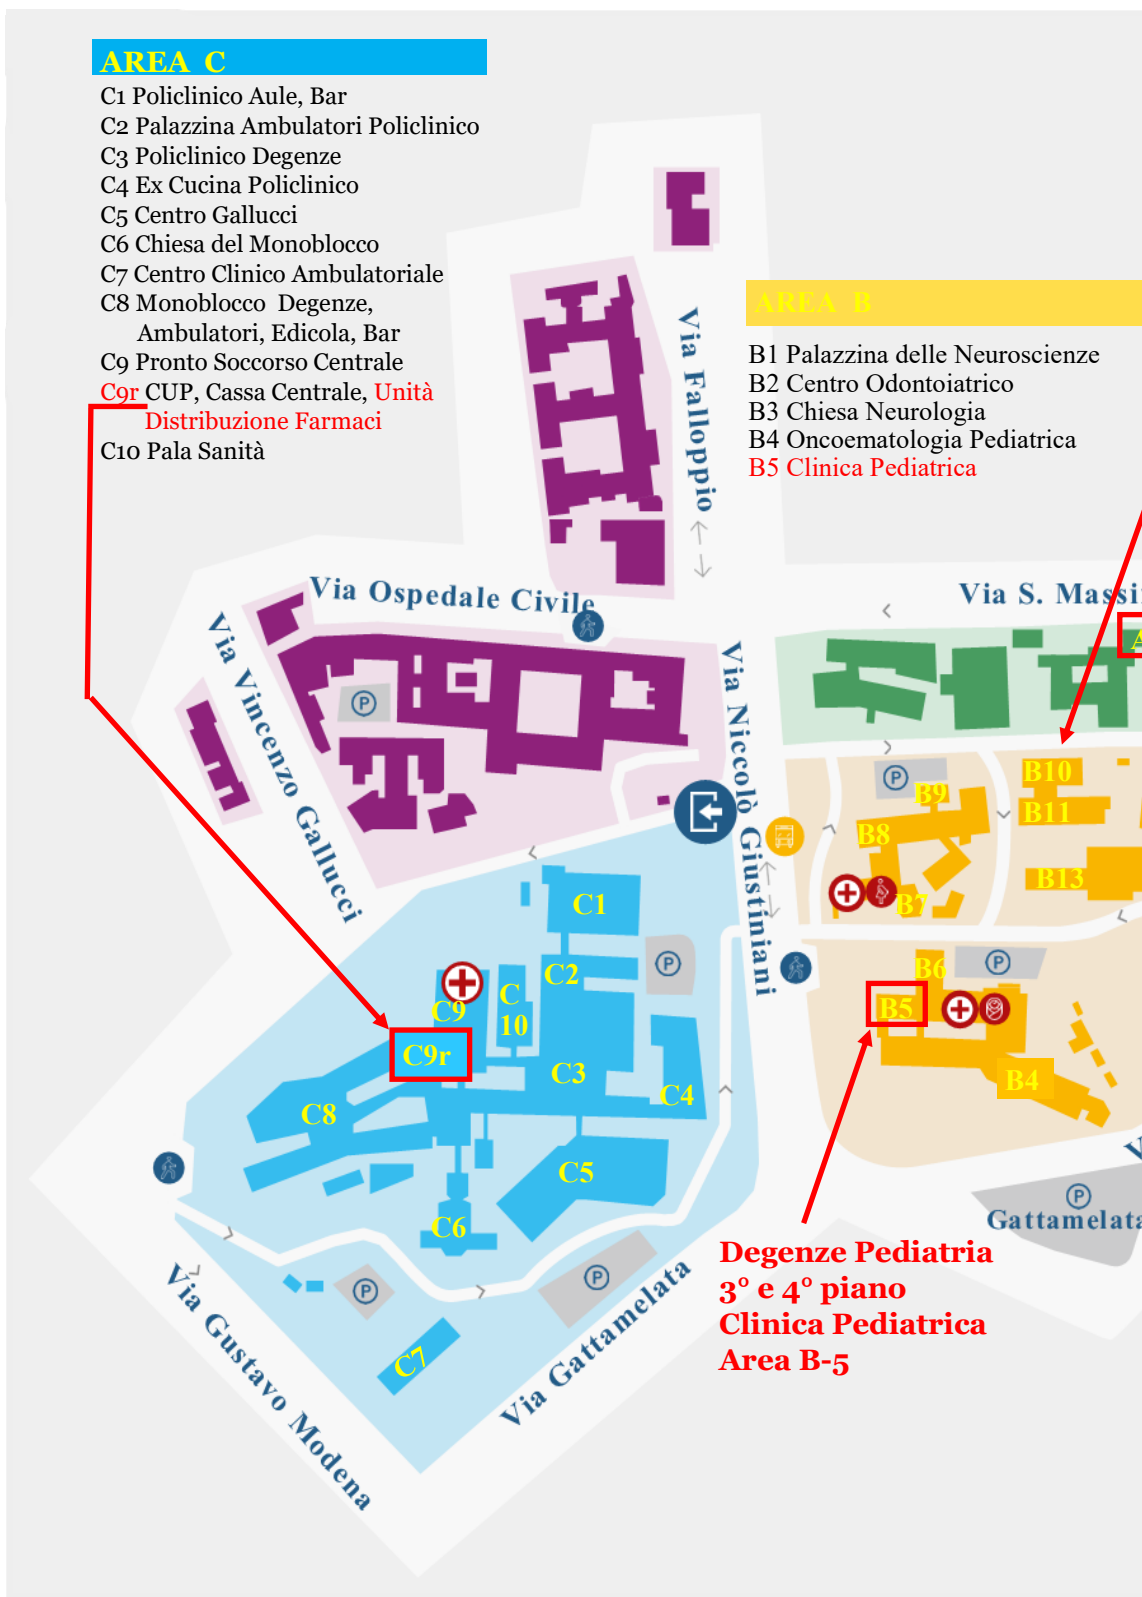 AREA C
C1 Policlinico Aule, Bar
C2 Palazzina Ambulatori Policlinico
C3 Policlinico Degenze
C4 Ex Cucina Policlinico
C5 Centro Gallucci
C6 Chiesa del Monoblocco
C7 Centro Clinico Ambulatoriale
C8 Monoblocco Degenze,
Ambulatori, Edicola, Bar
C9 Pronto Soccorso Centrale
C9r CUP, Cassa Centrale, Unità
Distribuzione Farmaci
C10 Pala Sanità
AREA B
B1 Palazzina delle Neuroscienze
B2 Centro Odontoiatrico
B3 Chiesa Neurologia
B4 Oncoematologia Pediatrica
B5 Clinica Pediatrica
Via Falloppio
Via Ospedale Civile
Via S. Massi
A
Via Vincenzo Gallucci
Via Niccolò Giustiniani
P
P
B10
B9
B11
B8
B13
B7
C1
C2
P
B6
P
C9
C
10
B5
C9r
C3
B4
C4
C8
C5
P
C6
Gattamelata
P
P
C7
Via Gattamelata
Via Gustavo Modena
Degenze Pediatria
3° e 4° piano
Clinica Pediatrica
Area B-5